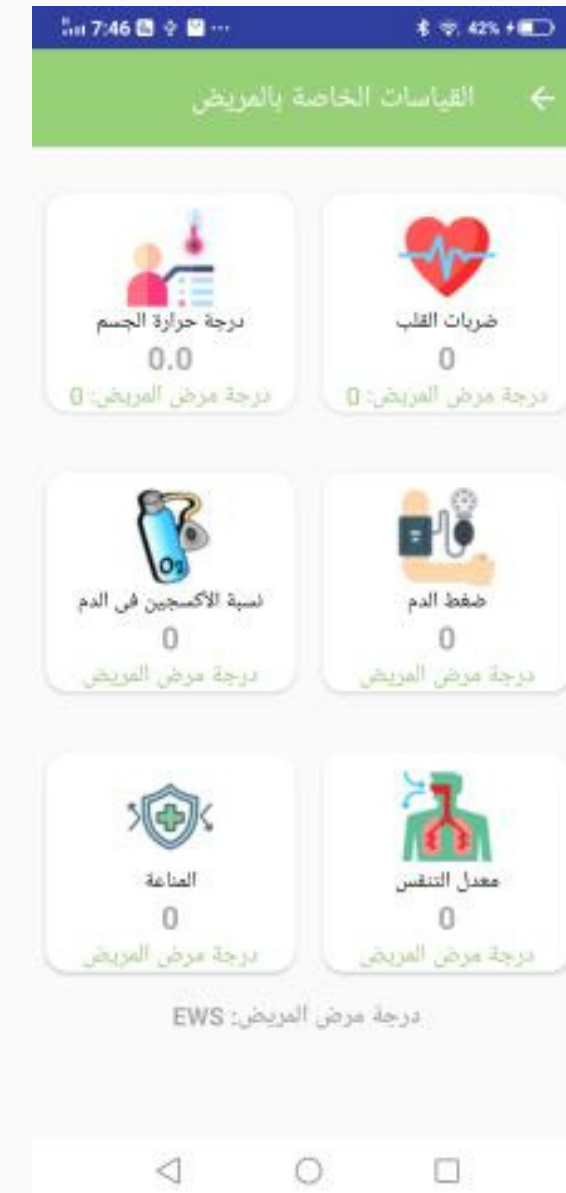 7:46
42%
القياسات الخاصة بالمريض
ضربات القلب
0
درجة مرض المريض: 0
درجة حرارة الجسم
0.0
درجة مرض المريض: 0
ضغط الدم
0
درجة مرض المريض
O2
نسبة الأكسجين في الدم
0
درجة مرض المريض
معدل التنفس
0
درجة مرض المريض
المناعة
0
درجة مرض المريض
درجة مرض المريض: EWS